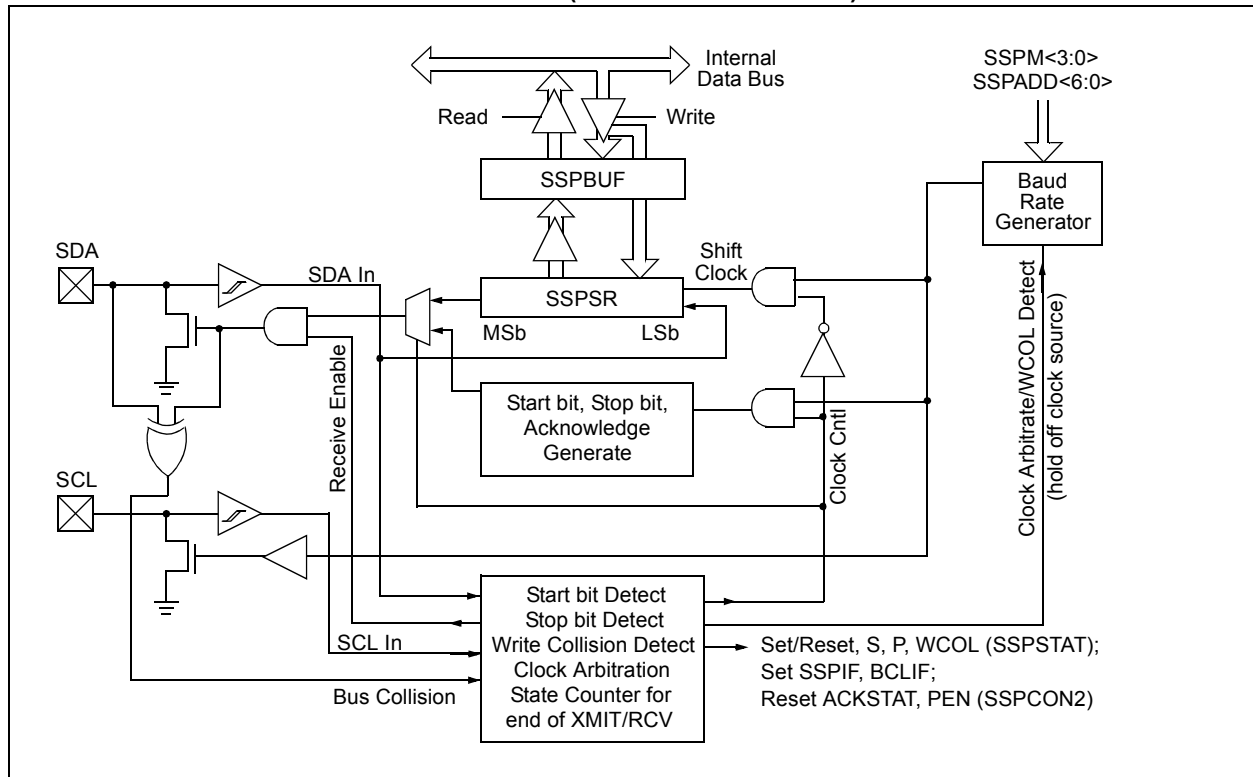 Internal
Data Bus
SSPM<3:0>
SSPADD<6:0>
Read
Write
SSPBUF
Baud
Rate
Generator
SDA
SDA In
Shift
Clock
SSPSR
MSb
LSb
Receive Enable
Start bit, Stop bit,
Acknowledge
Generate
Clock Cntl
Clock Arbitrate/WCOL Detect
(hold off clock source)
SCL
SCL In
Bus Collision
Start bit Detect
Stop bit Detect
Write Collision Detect
Clock Arbitration
State Counter for
end of XMIT/RCV
Set/Reset, S, P, WCOL (SSPSTAT);
Set SSPIF, BCLIF;
Reset ACKSTAT, PEN (SSPCON2)